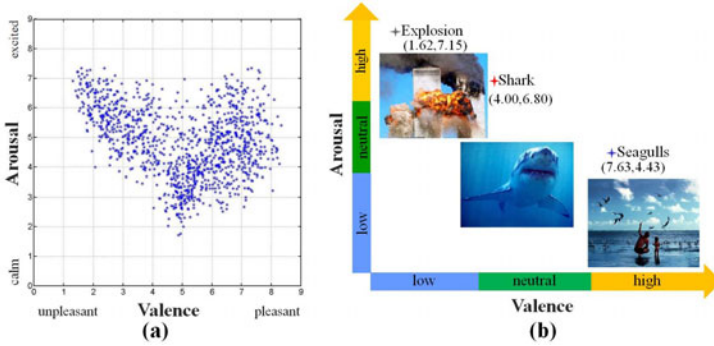 excited
calm
Arousal
9
8
7
6
5
4
3
2
1
0
0 1 2 3 4 5 6 7 8 9
unpleasant Valence pleasant
(a)
Arousal
high
neutral
low
Explosion
(1.62,7.15)
Shark
(4.00,6.80)
Seagulls
(7.63,4.43)
low neutral high
Valence
(b)